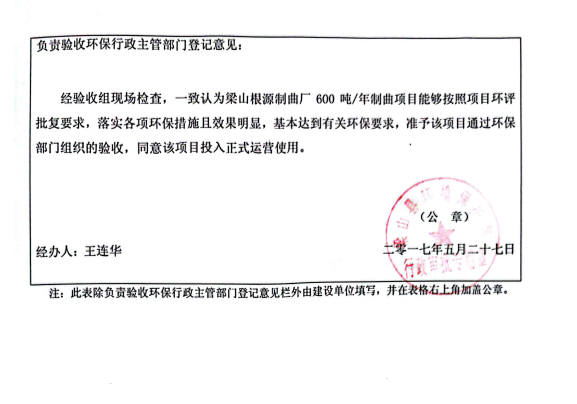 负责验收环保行政主管部门登记意见：
经验收组现场检查，一致认为梁山根源制曲厂 600 吨/年制曲项目能够按照项目环评
批复要求，落实各项环保措施且效果明显，基本达到有关环保要求，准予该项目通过环保
部门组织的验收，同意该项目投入正式运营使用。
（公 章）
经办人：王连华
二零一七年五月二十七日
注：此表除负责验收环保行政主管部门登记意见栏外由建设单位填写，并在表格右上角加盖公章。